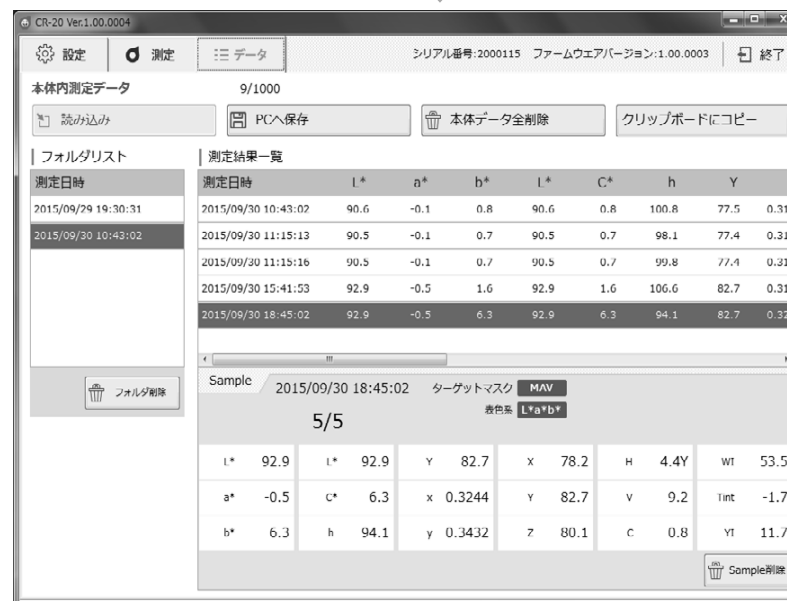 CR-20 Ver.1.00.0004
設定 測定 データ シリアル番号:2000115 ファームウエアバージョン:1.00.0003 終了
本体内測定データ 9/1000
読み込み PCへ保存 本体データ全削除 クリップボードにコピー
フォルダリスト 測定結果一覧
測定日時 測定日時 L* a* b* L* C* h Y
2015/09/29 19:30:31 2015/09/30 10:43:02 90.6 -0.1 0.8 90.6 0.8 100.8 77.5 0.31
2015/09/30 10:43:02 2015/09/30 11:15:13 90.5 -0.1 0.7 90.5 0.7 98.1 77.4 0.31
2015/09/30 11:15:16 90.5 -0.1 0.7 90.5 0.7 99.8 77.4 0.31
2015/09/30 15:41:53 92.9 -0.5 1.6 92.9 1.6 106.6 82.7 0.31
2015/09/30 18:45:02 92.9 -0.5 6.3 92.9 6.3 94.1 82.7 0.32
フォルダ削除 Sample 2015/09/30 18:45:02 ターゲットマスク MAV
表色系 L*a*b*
5/5
L* 92.9 L* 92.9 Y 82.7 X 78.2 H 4.4Y WI 53.5
a* -0.5 C* 6.3 x 0.3244 Y 82.7 V 9.2 Tint -1.7
b* 6.3 h 94.1 y 0.3432 Z 80.1 C 0.8 YI 11.7
Sample削除